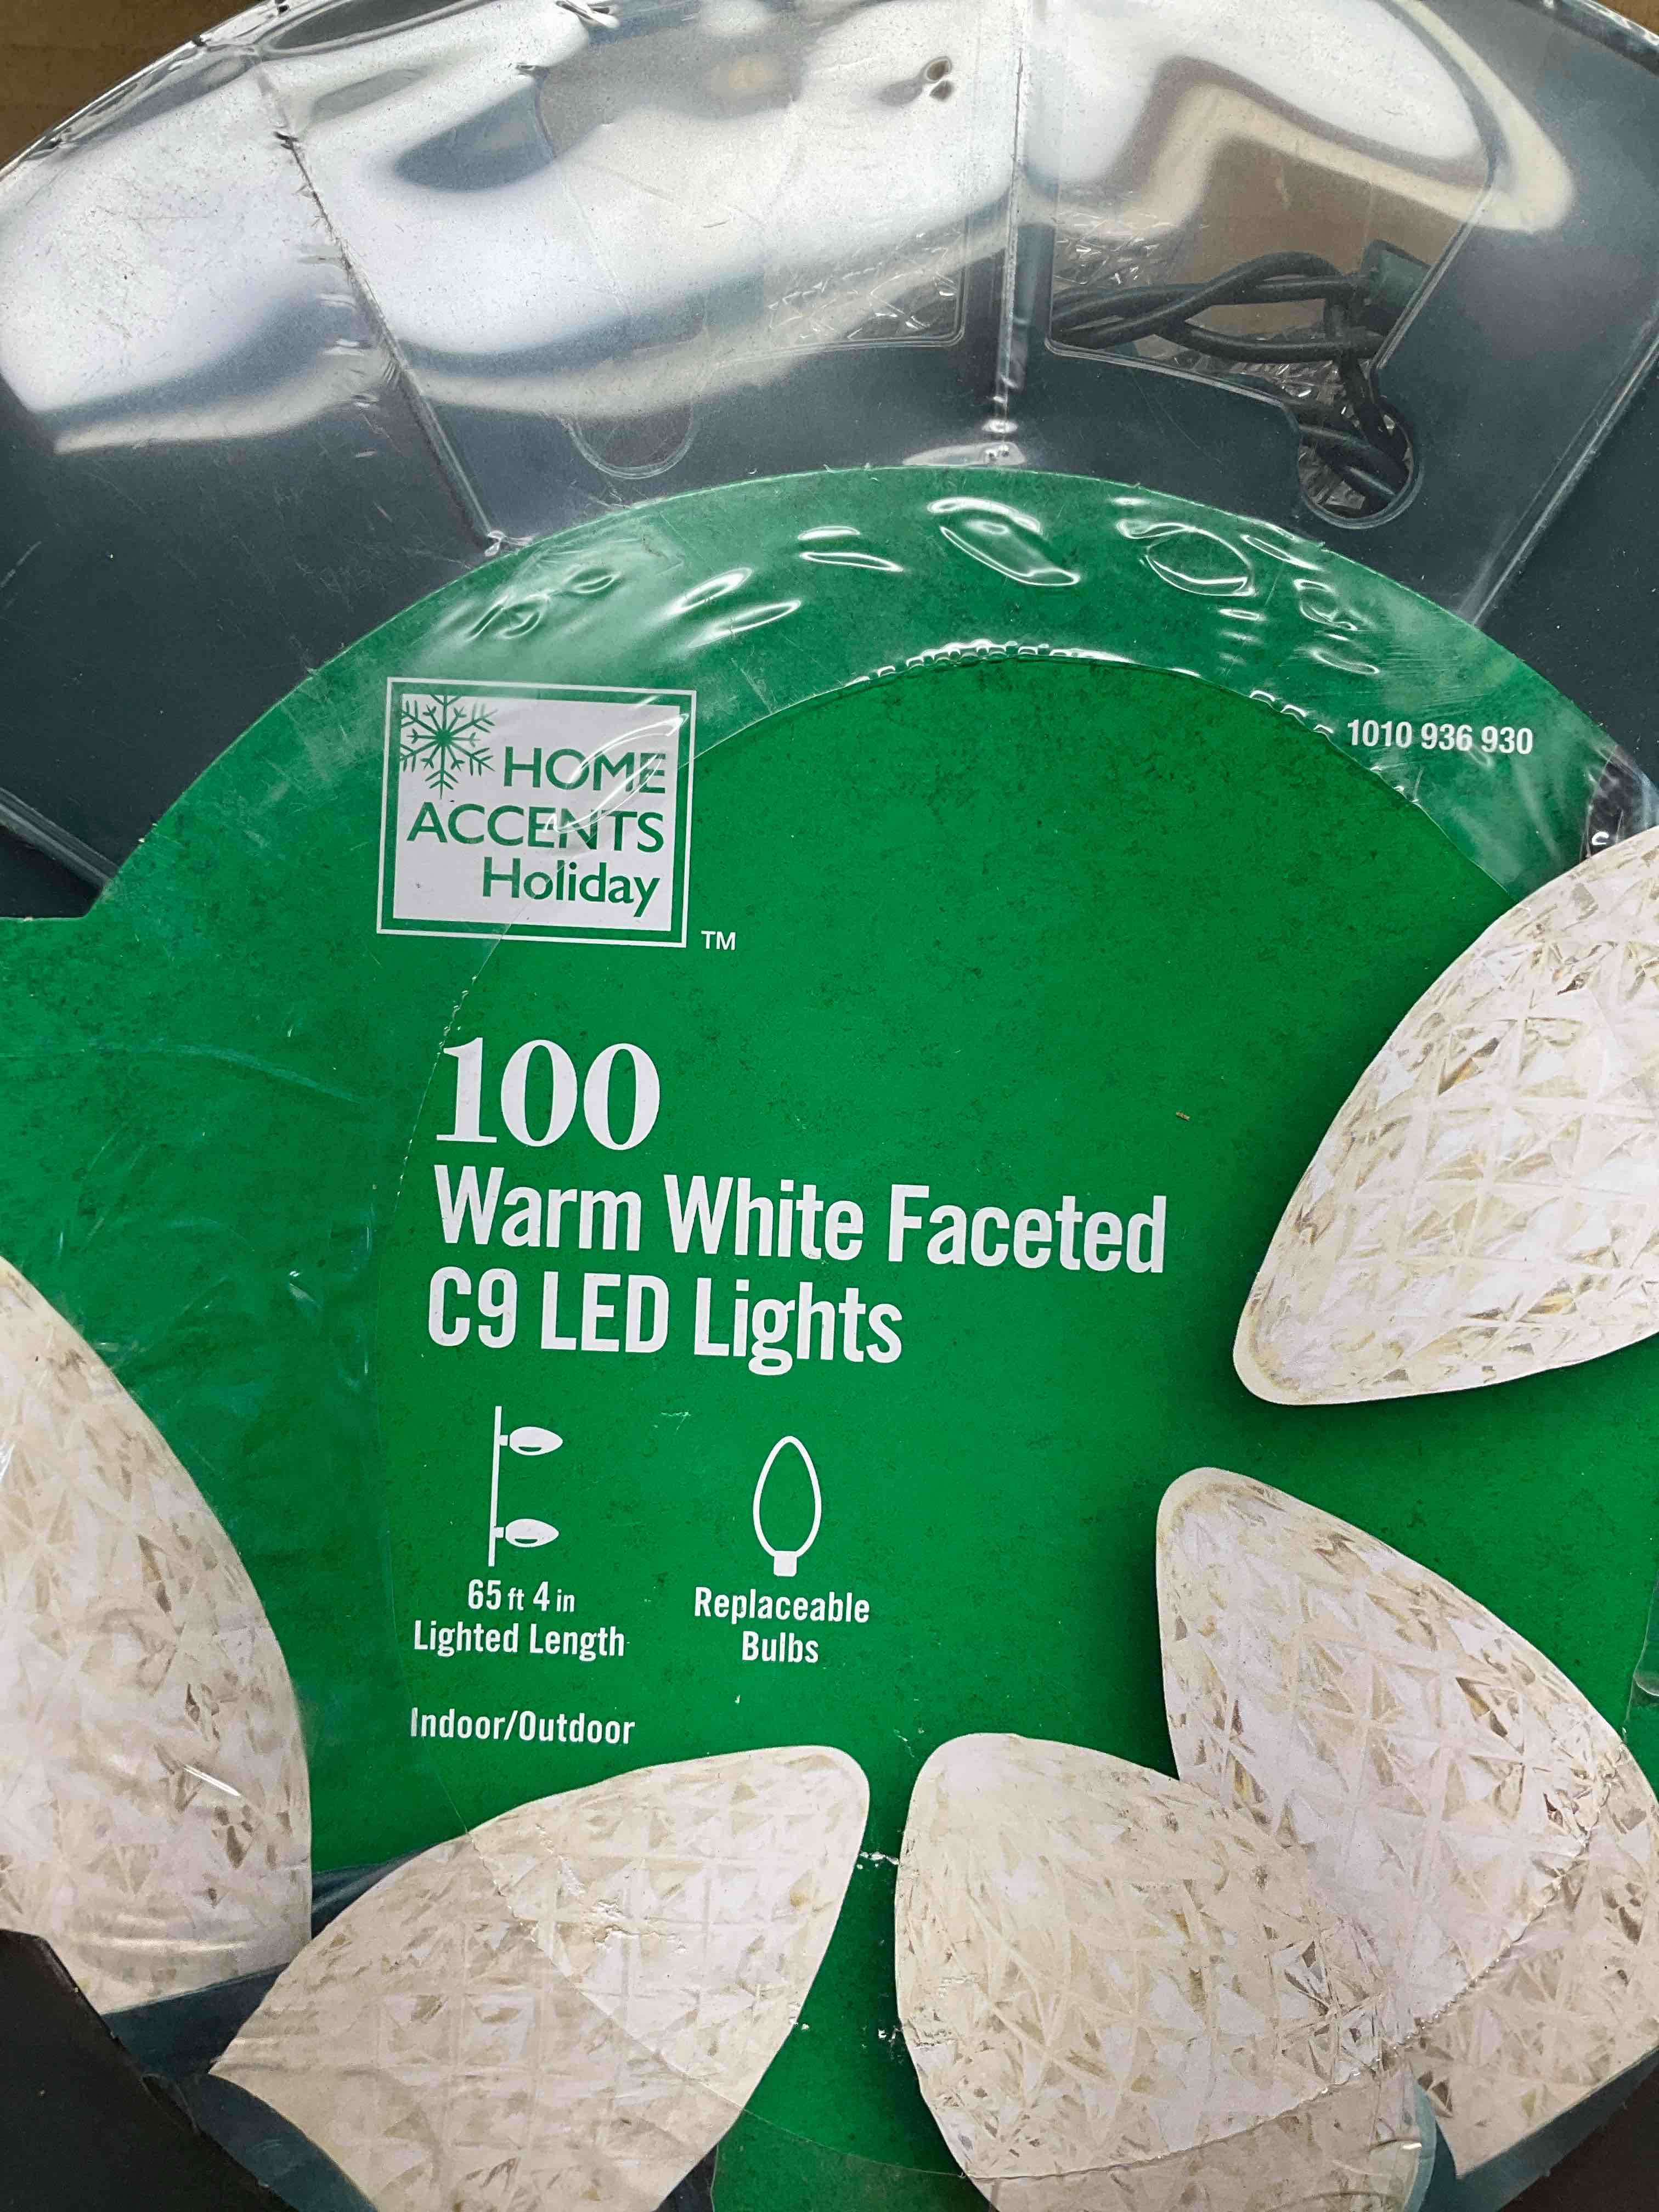 1010 936 930
HOME
ACCENTS
Holiday
TM
100
Warm White Faceted
C9 LED Lights
65 ft 4 in
Lighted Length
Replaceable
Bulbs
Indoor/Outdoor